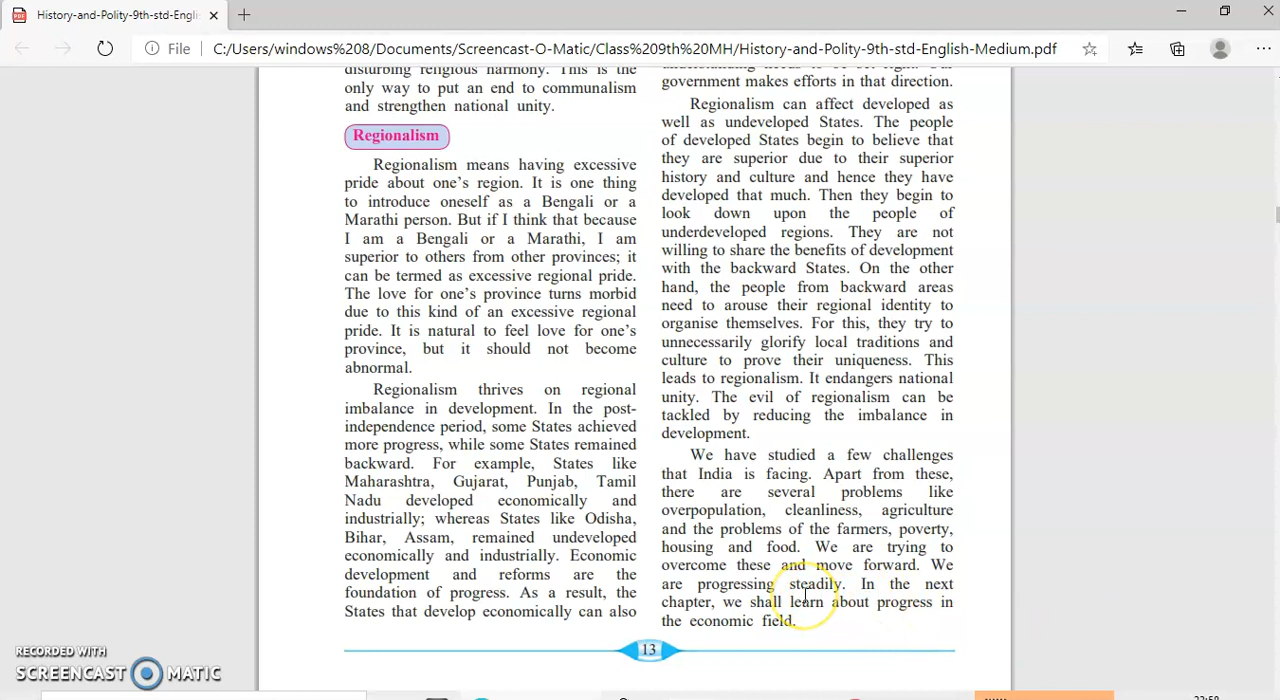 History-and-Polity-9th-std-Engli
File
C:/Users/windows%208/Documents/Screencast-O-Matic/Class%209th%20MH/History-and-Polity-9th-std-English-Medium.pdf
disturbing religious harmony. This is the
only way to put an end to communalism
and strengthen national unity.
Regionalism
Regionalism means having excessive
pride about one's region. It is one thing
to introduce oneself as a Bengali or a
Marathi person. But if I think that because
I am a Bengali or a Marathi, I am
superior to others from other provinces; it
can be termed as excessive regional pride.
The love for one's province turns morbid
due to this kind of an excessive regional
pride. It is natural to feel love for one's
province, but it should not become
abnormal.
Regionalism thrives on regional
imbalance in development. In the post-
independence period, some States achieved
more progress, while some States remained
backward. For example, States like
Maharashtra, Gujarat, Punjab, Tamil
Nadu developed economically and
industrially; whereas States like Odisha,
Bihar, Assam, remained undeveloped
economically and industrially. Economic
development and reforms are the
foundation of progress. As a result, the
States that develop economically can also
government makes efforts in that direction.
Regionalism can affect developed as
well as undeveloped States. The people
of developed States begin to believe that
they are superior due to their superior
history and culture and hence they have
developed that much. Then they begin to
look down upon the people of
underdeveloped regions. They are not
willing to share the benefits of development
with the backward States. On the other
hand, the people from backward areas
need to arouse their regional identity to
organise themselves. For this, they try to
unnecessarily glorify local traditions and
culture to prove their uniqueness. This
leads to regionalism. It endangers national
unity. The evil of regionalism can be
tackled by reducing the imbalance in
development.
We have studied a few challenges
that India is facing. Apart from these,
there are several problems like
overpopulation, cleanliness, agriculture
and the problems of the farmers, poverty,
housing and food. We are trying to
overcome these and move forward. We
are progressing steadily. In the next
chapter, we shall learn about progress in
the economic field.
13
RECORDED WITH
SCREENCAST MATIC